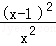 (x-1)²
x²